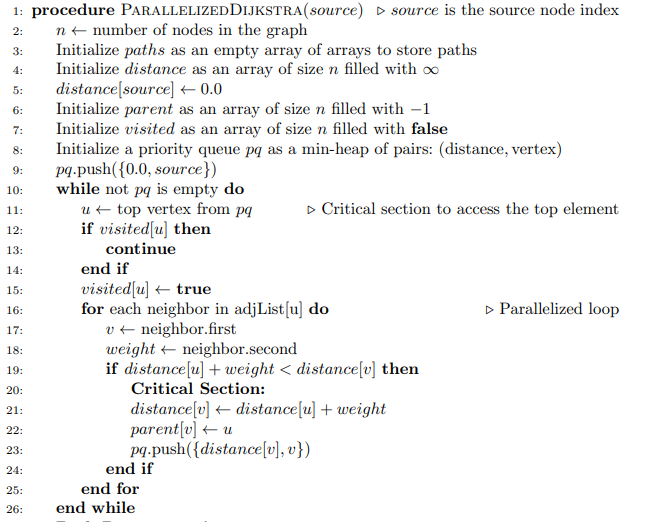 1: procedure PARALLELIZEDDIJKSTRA(source) ▷ source is the source node index
2: n ← number of nodes in the graph
3: Initialize paths as an empty array of arrays to store paths
4: Initialize distance as an array of size n filled with ∞
5: distance[source] ← 0.0
6: Initialize parent as an array of size n filled with −1
7: Initialize visited as an array of size n filled with false
8: Initialize a priority queue pq as a min-heap of pairs: (distance, vertex)
9: pq.push({0.0, source})
10: while not pq is empty do
11: u ← top vertex from pq ▷ Critical section to access the top element
12: if visited[u] then
13: continue
14: end if
15: visited[u] ← true
16: for each neighbor in adjList[u] do ▷ Parallelized loop
17: v ← neighbor.first
18: weight ← neighbor.second
19: if distance[u] + weight < distance[v] then
20: Critical Section:
21: distance[v] ← distance[u] + weight
22: parent[v] ← u
23: pq.push({distance[v], v})
24: end if
25: end for
26: end while